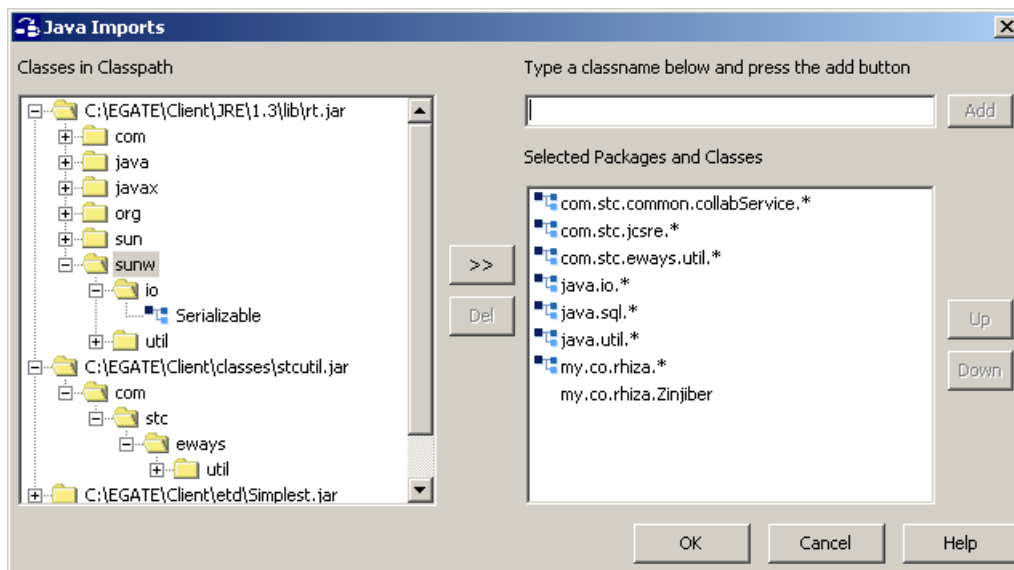 Java Imports
Classes in Classpath
C:\EGATE\Client\JRE\1.3\lib\rt.jar
com
java
javax
org
sun
sunw
io
Serializable
util
C:\EGATE\Client\classes\stcutil.jar
com
stc
eways
util
C:\EGATE\Client\etd\Simplest.jar
>>
Del
Type a classname below and press the add button
Add
Selected Packages and Classes
com.stc.common.collabService.*
com.stc.jcsre.*
com.stc.eways.util.*
java.io.*
java.sql.*
java.util.*
my.co.rhiza.*
my.co.rhiza.Zinjiber
Up
Down
OK
Cancel
Help